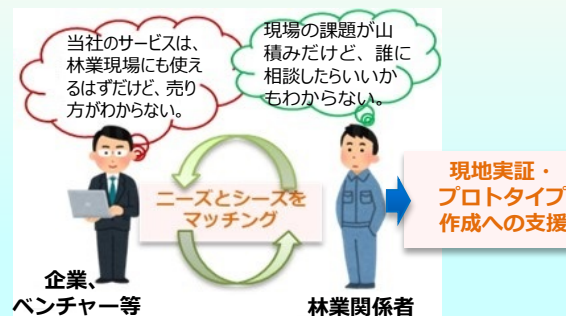 当社のサービスは、
林業現場にも使え
るはずだけど、売り
方がわからない。
現場の課題が山
積みだけど、誰に
相談したらいいか
もわからない。
ニーズとシーズを
マッチング
現地実証・
プロトタイプ
作成への支援
企業、
ベンチャー等
林業関係者